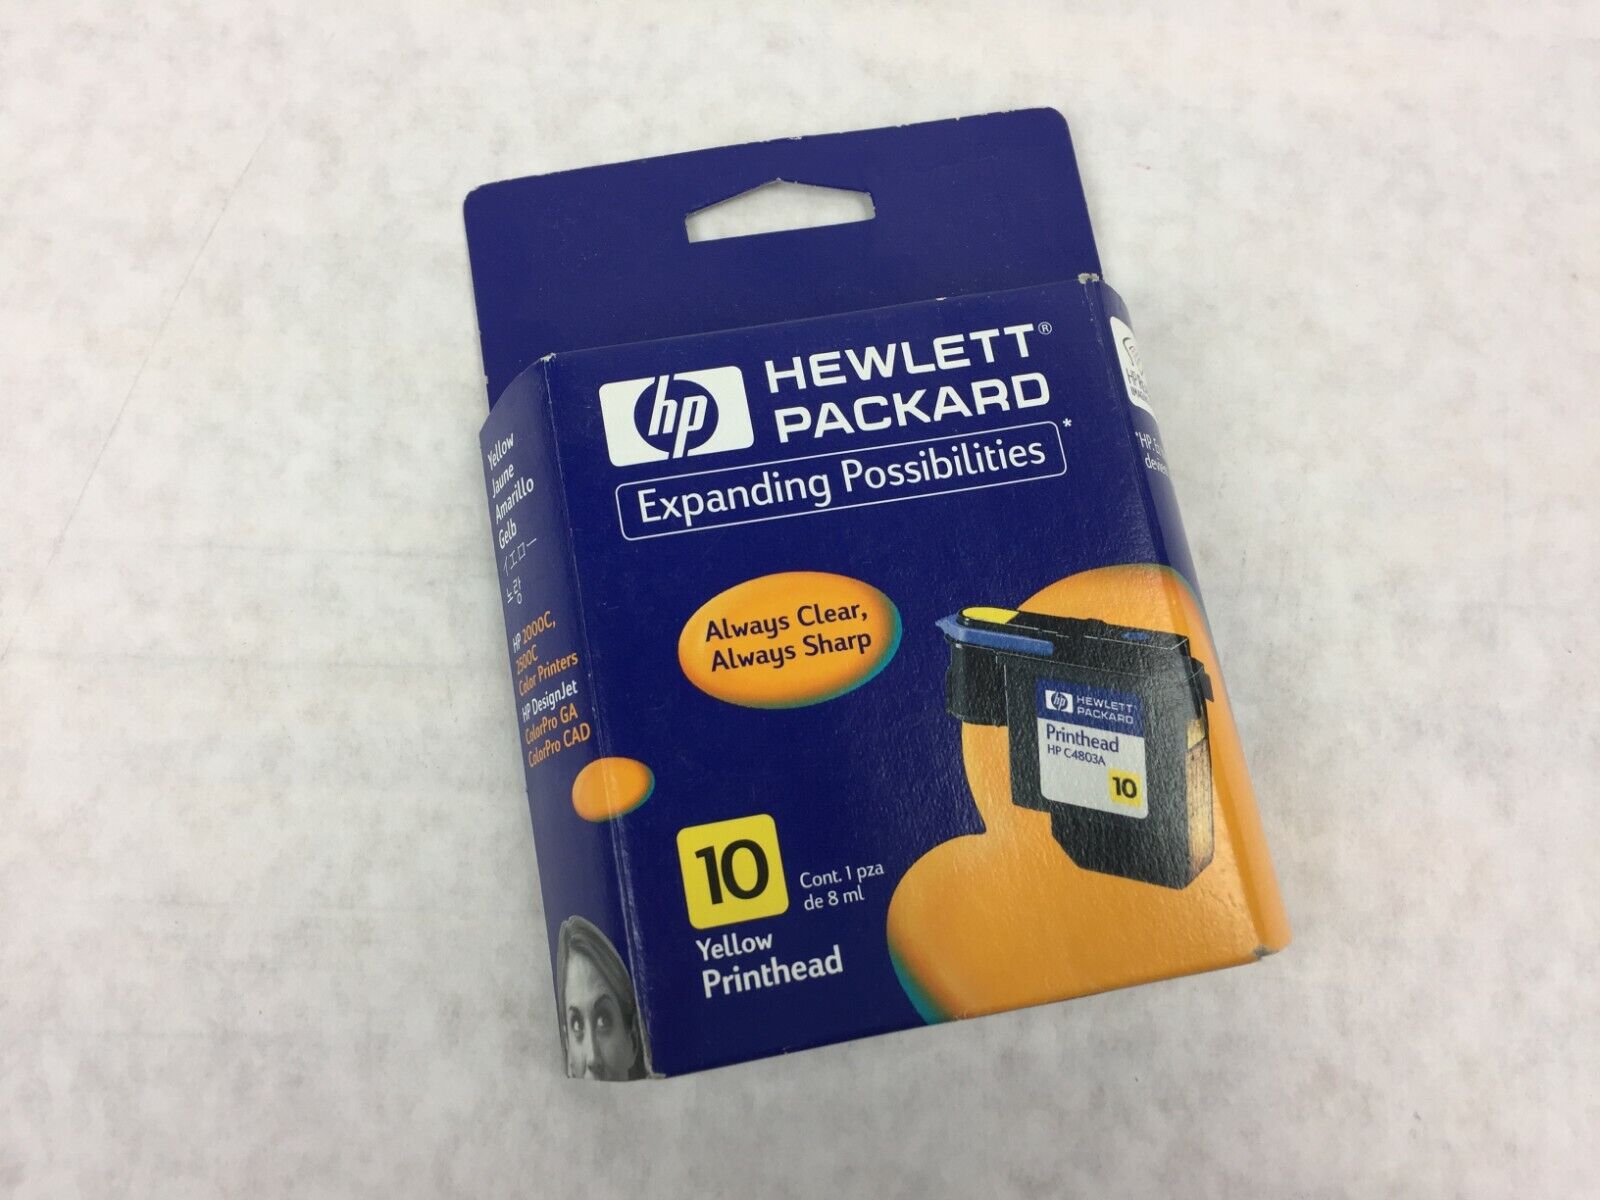 hp
HEWLETT®
PACKARD
Expanding Possibilities*
Always Clear,
Always Sharp
hp HEWLETT
PACKARD
Printhead
HP C4803A
10
10
Cont. 1 pza
de 8 ml
Yellow
Printhead
Yellow
Jaune
Amarillo
Gelb
イエロー
노랑
HP 2000C,
2500C
Color Printers
HP DesignJet
ColorPro GA
ColorPro CAD
*HP.